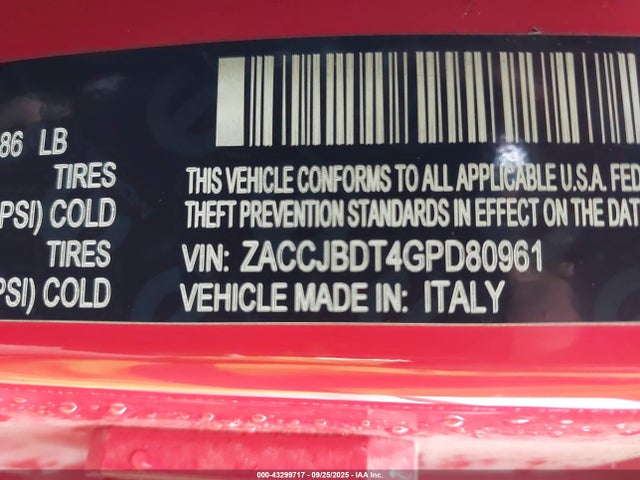 86 LB
TIRES
PSI) COLD
TIRES
PSI) COLD
THIS VEHICLE CONFORMS TO ALL APPLICABLE U.S.A. FED
THEFT PREVENTION STANDARDS IN EFFECT ON THE DAT
VIN: ZACCJBDT4GPD80961
VEHICLE MADE IN: ITALY
000-43299717 - 09/25/2025 - IAA Inc.